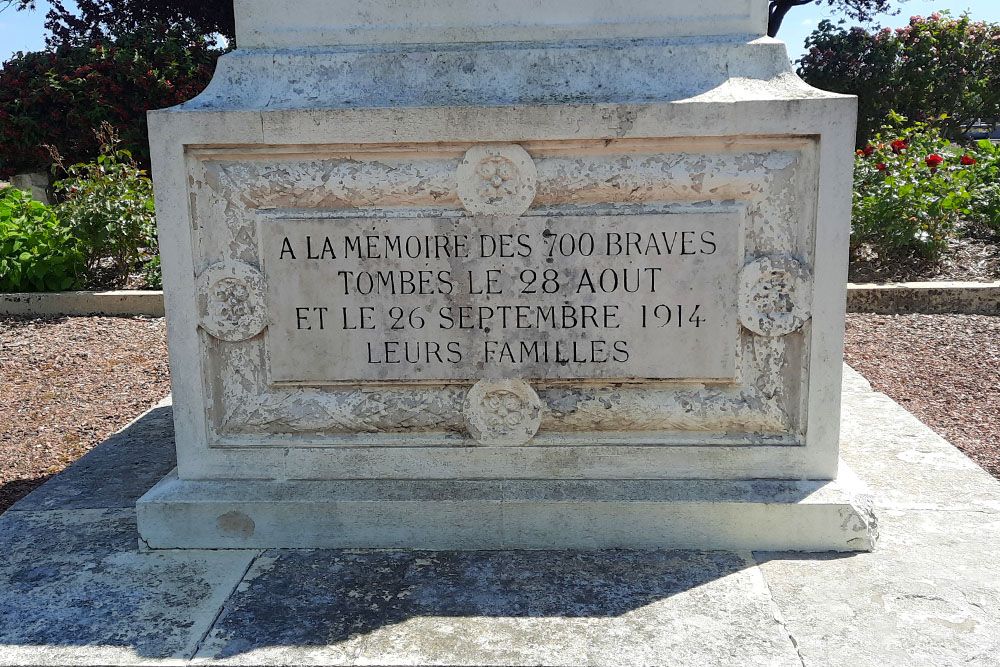 A LA MÉMOIRE DES 700 BRAVES
TOMBÉS LE 28 AOUT
ET LE 26 SEPTEMBRE 1914
LEURS FAMILLES